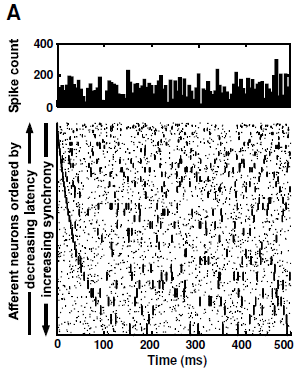 A
Spike count
400
200
0
Afferent neurons ordered by
decreasing latency
increasing synchrony
0
100
200
300
400
500
Time (ms)